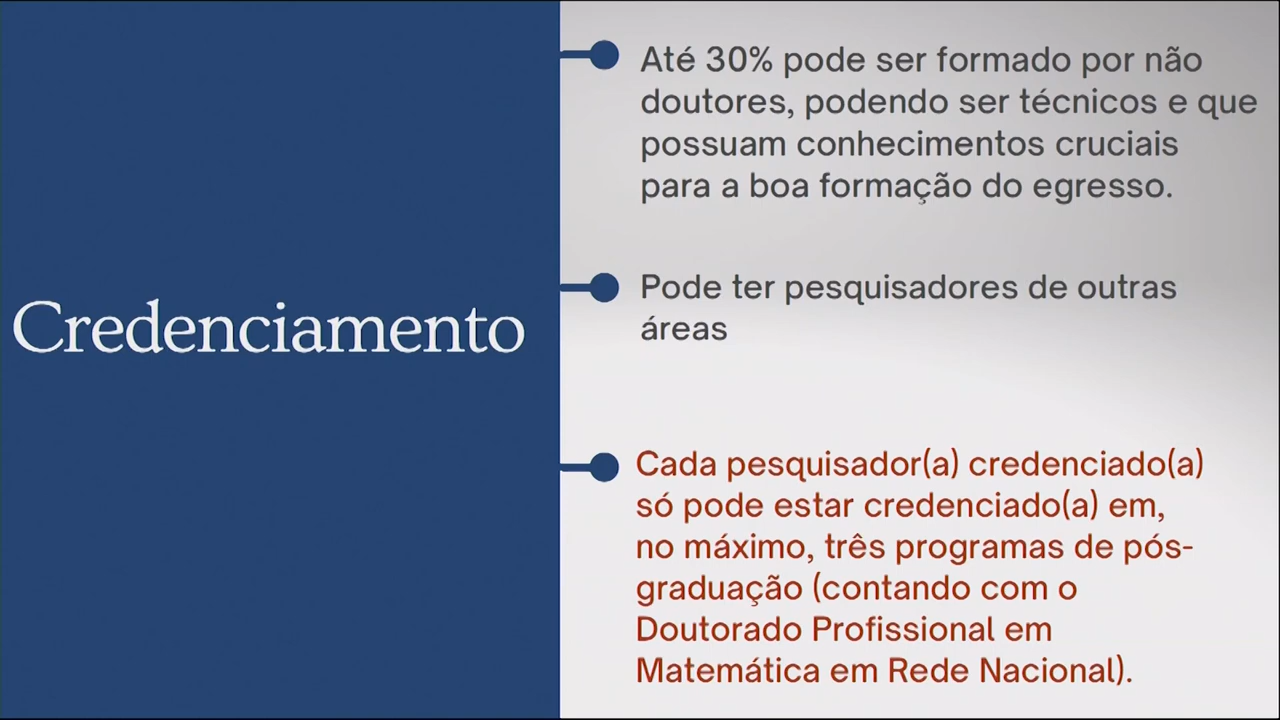 Credenciamento
Até 30% pode ser formado por não
doutores, podendo ser técnicos e que
possuam conhecimentos cruciais
para a boa formação do egresso.
Pode ter pesquisadores de outras
áreas
Cada pesquisador(a) credenciado(a)
só pode estar credenciado(a) em,
no máximo, três programas de pós-
graduação (contando com o
Doutorado Profissional em
Matemática em Rede Nacional).